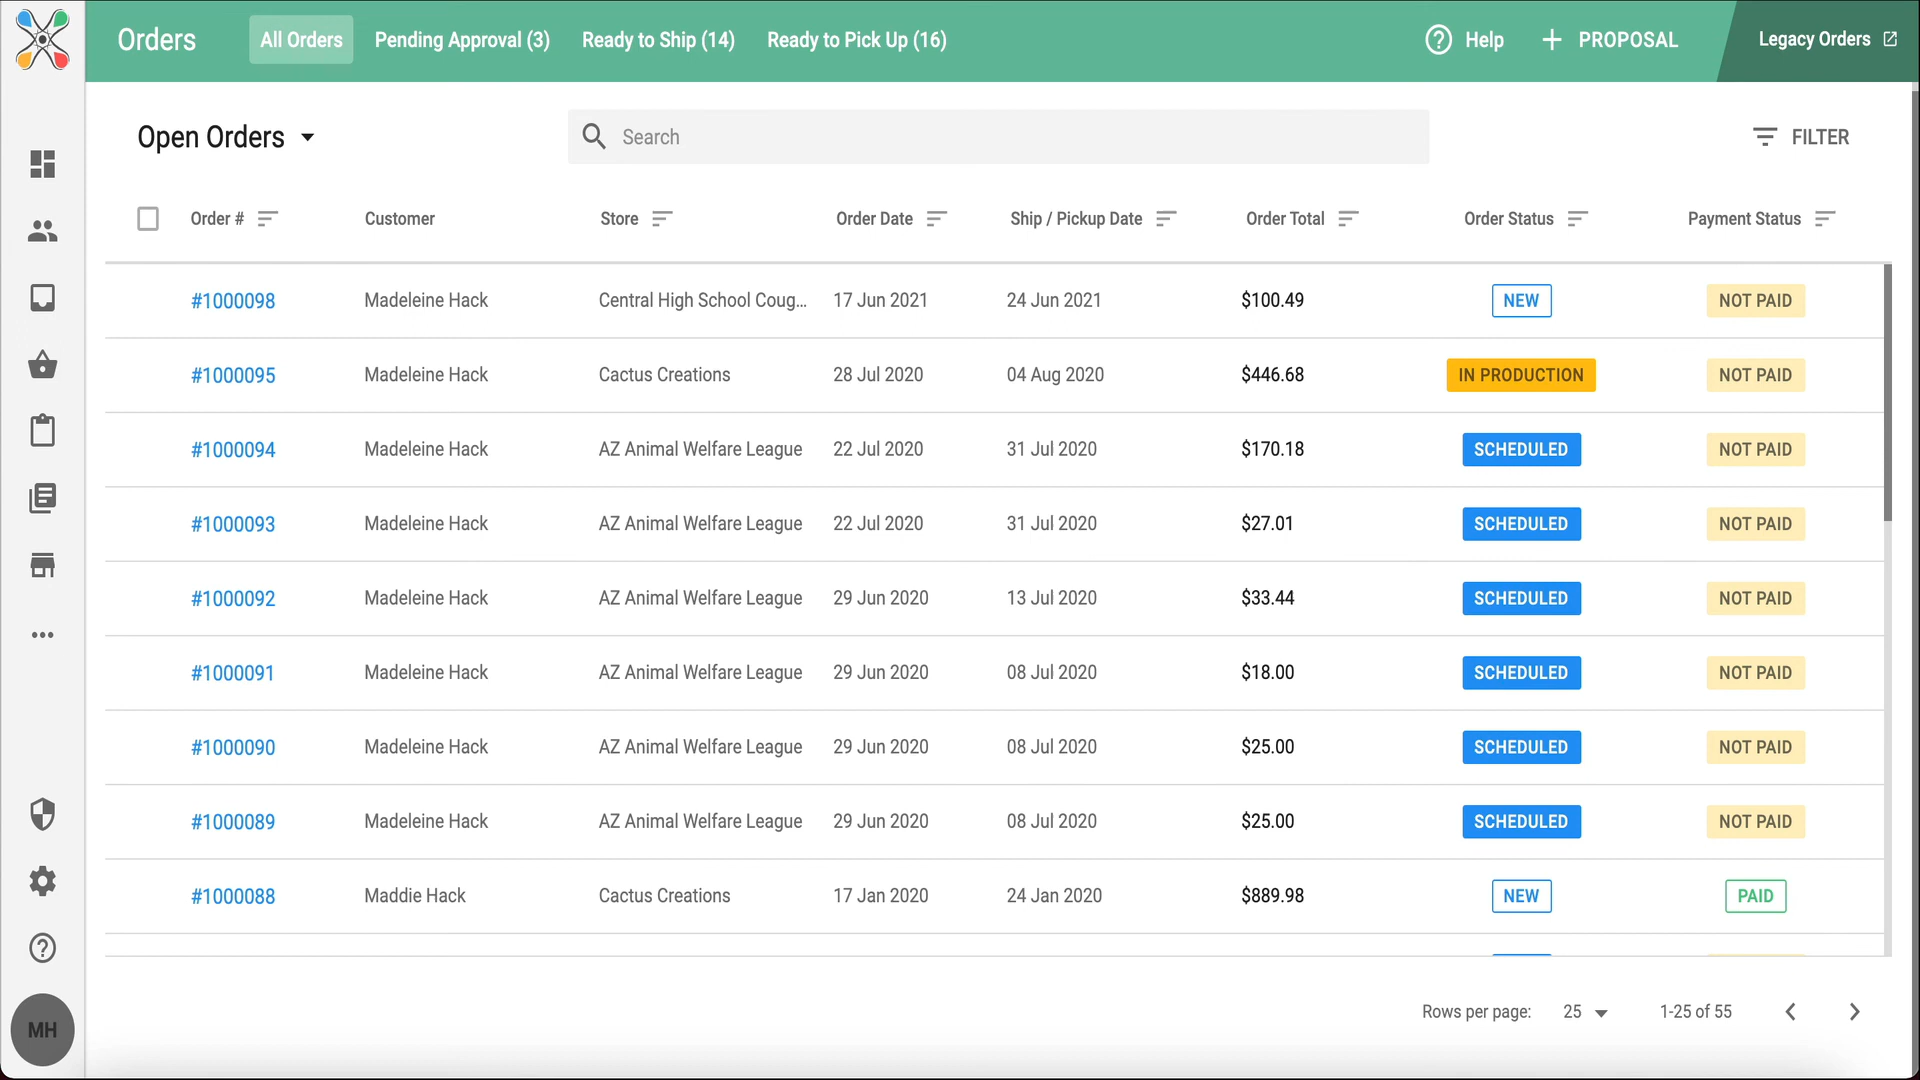 Orders
All Orders
Pending Approval (3)
Ready to Ship (14)
Ready to Pick Up (16)
Help
PROPOSAL
Legacy Orders
Open Orders
Search
FILTER
Order # Customer Store Order Date Ship / Pickup Date Order Total Order Status Payment Status
#1000098 Madeleine Hack Central High School Coug... 17 Jun 2021 24 Jun 2021 $100.49 NEW NOT PAID
#1000095 Madeleine Hack Cactus Creations 28 Jul 2020 04 Aug 2020 $446.68 IN PRODUCTION NOT PAID
#1000094 Madeleine Hack AZ Animal Welfare League 22 Jul 2020 31 Jul 2020 $170.18 SCHEDULED NOT PAID
#1000093 Madeleine Hack AZ Animal Welfare League 22 Jul 2020 31 Jul 2020 $27.01 SCHEDULED NOT PAID
#1000092 Madeleine Hack AZ Animal Welfare League 29 Jun 2020 13 Jul 2020 $33.44 SCHEDULED NOT PAID
#1000091 Madeleine Hack AZ Animal Welfare League 29 Jun 2020 08 Jul 2020 $18.00 SCHEDULED NOT PAID
#1000090 Madeleine Hack AZ Animal Welfare League 29 Jun 2020 08 Jul 2020 $25.00 SCHEDULED NOT PAID
#1000089 Madeleine Hack AZ Animal Welfare League 29 Jun 2020 08 Jul 2020 $25.00 SCHEDULED NOT PAID
#1000088 Maddie Hack Cactus Creations 17 Jan 2020 24 Jan 2020 $889.98 NEW PAID
Rows per page: 25 1-25 of 55
MH